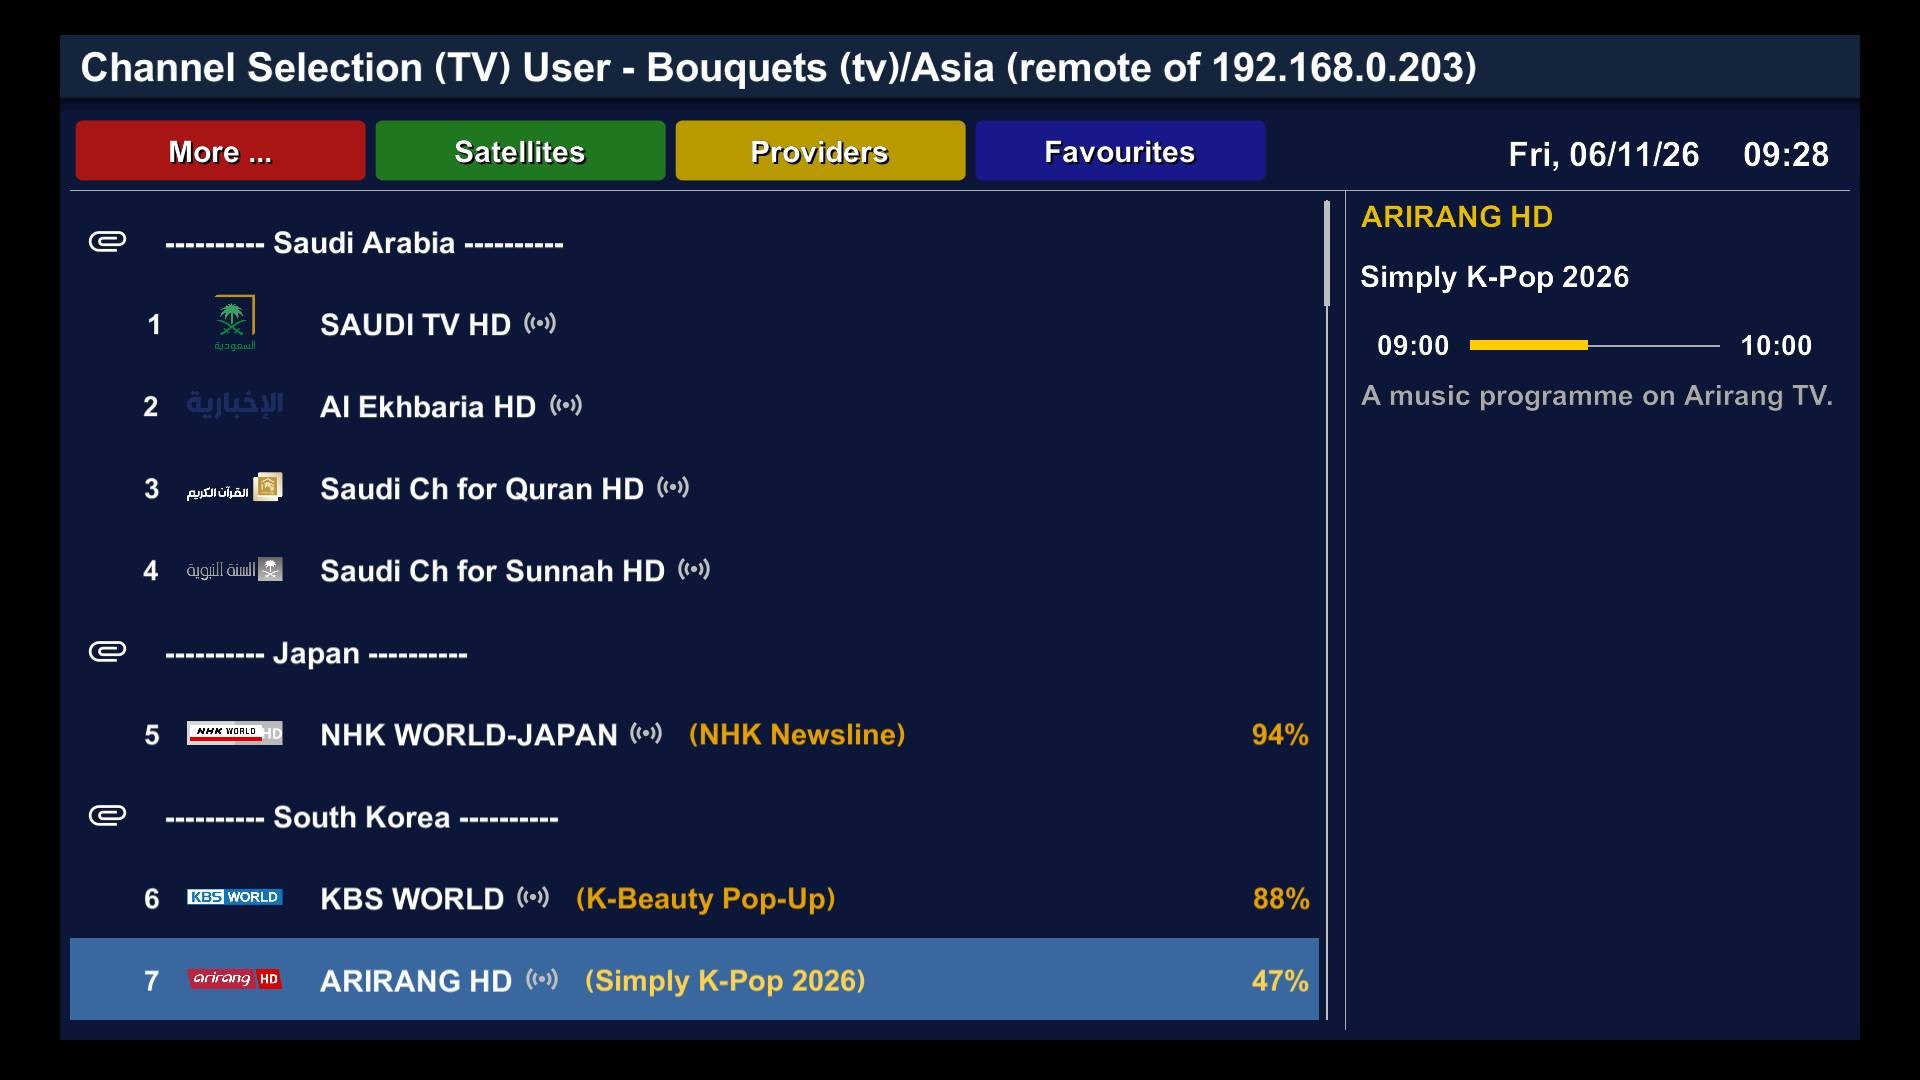 Channel Selection (TV) User - Bouquets (tv)/Asia (remote of 192.168.0.203)
More ...
Satellites
Providers
Favourites
Fri, 06/11/26 09:28
---------- Saudi Arabia ----------
1 السعودية SAUDI TV HD
2 الإخبارية Al Ekhbaria HD
3 القرآن الكريم Saudi Ch for Quran HD
4 السنة النبوية Saudi Ch for Sunnah HD
---------- Japan ----------
5 NHK WORLD HD NHK WORLD-JAPAN (NHK Newsline) 94%
---------- South Korea ----------
6 KBS WORLD KBS WORLD (K-Beauty Pop-Up) 88%
7 arirang HD ARIRANG HD (Simply K-Pop 2026) 47%
ARIRANG HD
Simply K-Pop 2026
09:00 10:00
A music programme on Arirang TV.